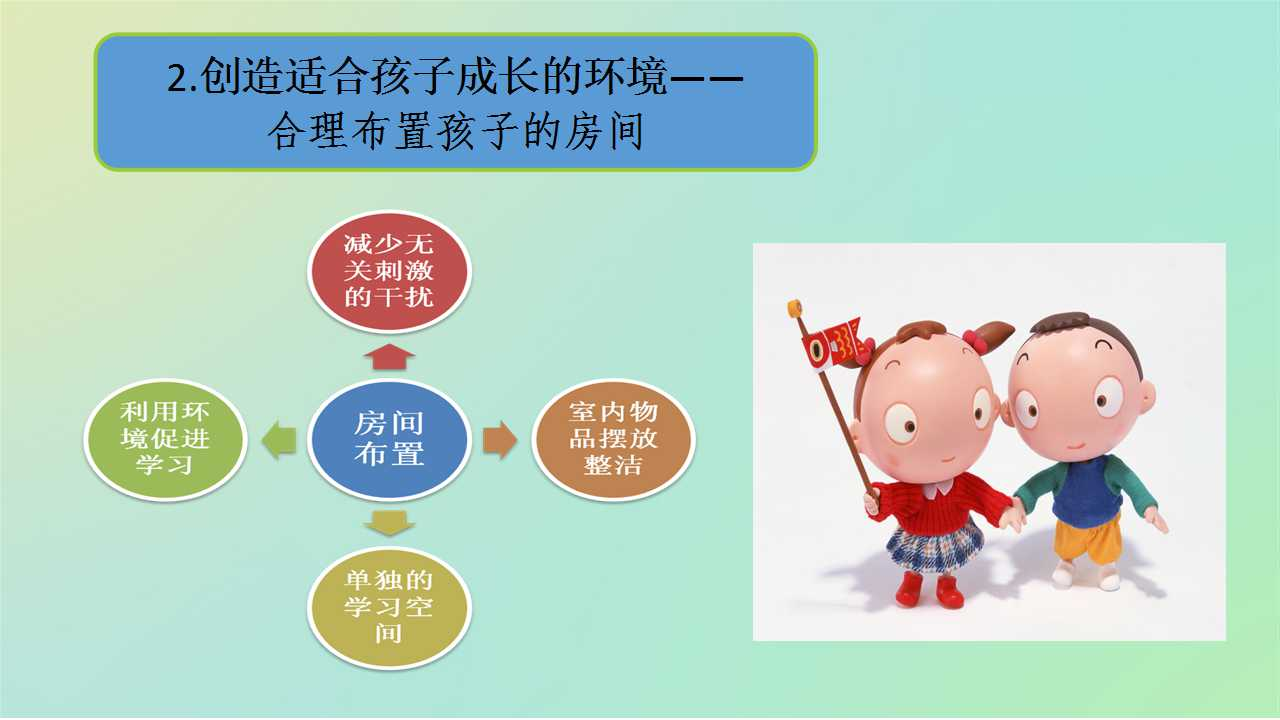 2.创造适合孩子成长的环境——
合理布置孩子的房间
减少无
关刺激
的干扰
利用环
境促进
学习
房间
布置
室内物
品摆放
整洁
单独的
学习空
间